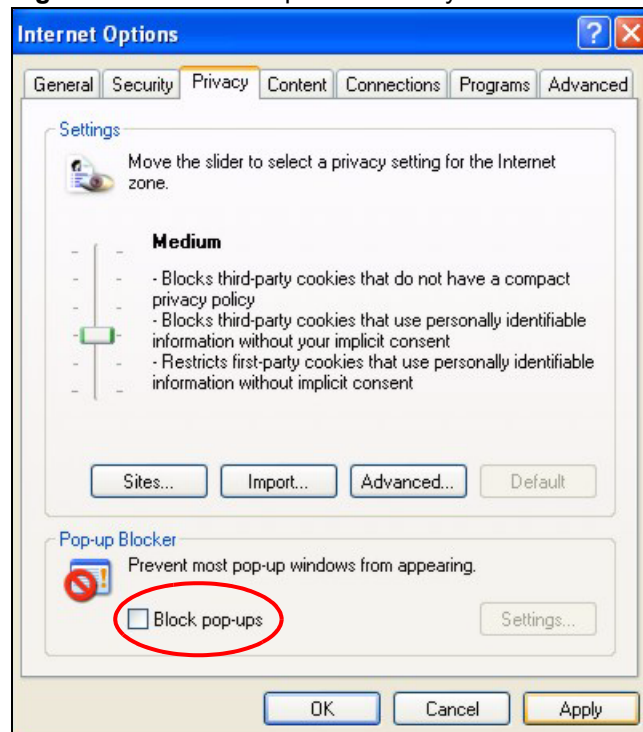 Internet Options
General Security Privacy Content Connections Programs Advanced
Settings
Move the slider to select a privacy setting for the Internet
zone.
Medium
- Blocks third-party cookies that do not have a compact
privacy policy
- Blocks third-party cookies that use personally identifiable
information without your implicit consent
- Restricts first-party cookies that use personally identifiable
information without implicit consent
Sites... Import... Advanced... Default
Pop-up Blocker
Prevent most pop-up windows from appearing.
Block pop-ups Settings...
OK Cancel Apply